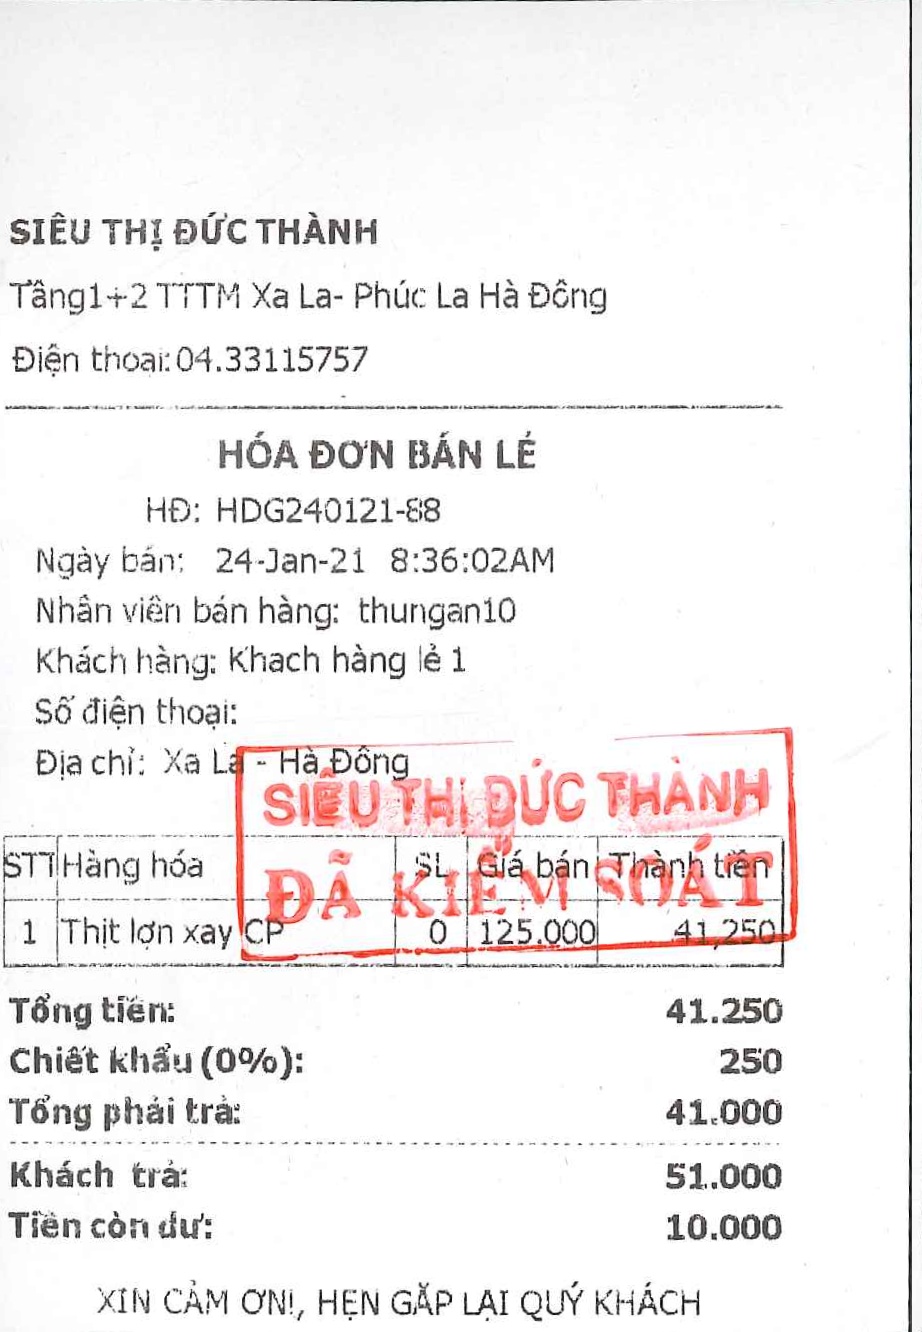 SIÊU THỊ ĐỨC THÀNH
Tầng1+2 TTTM Xa La- Phúc La Hà Đông
Điện thoại: 04.33115757
HÓA ĐƠN BÁN LẺ
HĐ: HDG240121-88
Ngày bán: 24-Jan-21 8:36:02AM
Nhân viên bán hàng: thungan10
Khách hàng: Khach hàng lẻ 1
Số điện thoại:
Địa chỉ: Xa La - Hà Đông
SIÊU THỊ ĐỨC THÀNH
ĐÃ KIỂM SOÁT
STT Hàng hóa SL Giá bán Thành tiền
1 Thịt lợn xay CP 0 125.000 41,250
Tổng tiền: 41.250
Chiết khấu (0%): 250
Tổng phải trả: 41.000
Khách trả: 51.000
Tiền còn dư: 10.000
XIN CẢM ƠN!, HẸN GẶP LẠI QUÝ KHÁCH